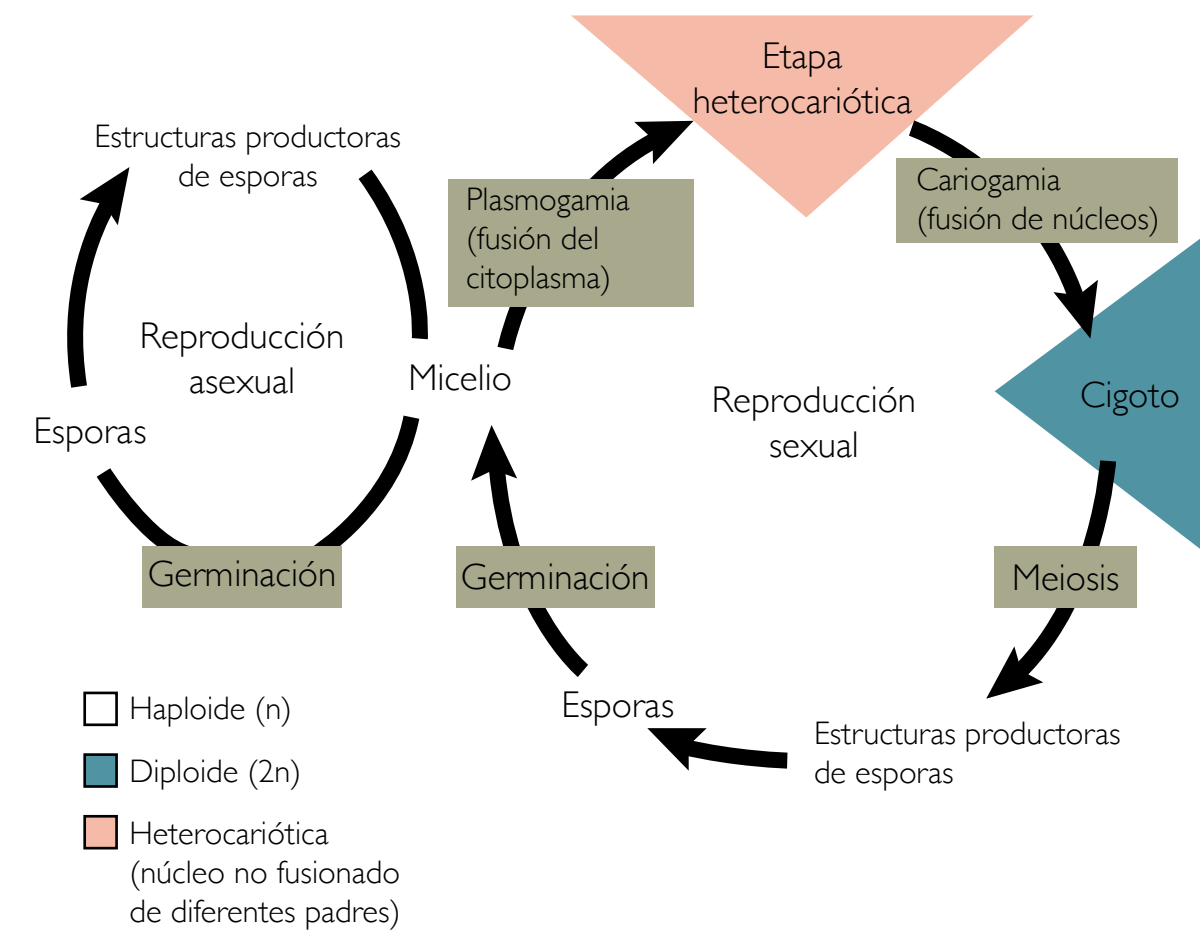 Etapa
heterocariótica
Estructuras productoras
de esporas
Plasmogamia
(fusión del
citoplasma)
Cariogamia
(fusión de núcleos)
Reproducción
asexual
Micelio
Reproducción
sexual
Cigoto
Esporas
Germinación
Germinación
Meiosis
Esporas
Estructuras productoras
de esporas
Haploide (n)
Diploide (2n)
Heterocariótica
(núcleo no fusionado
de diferentes padres)